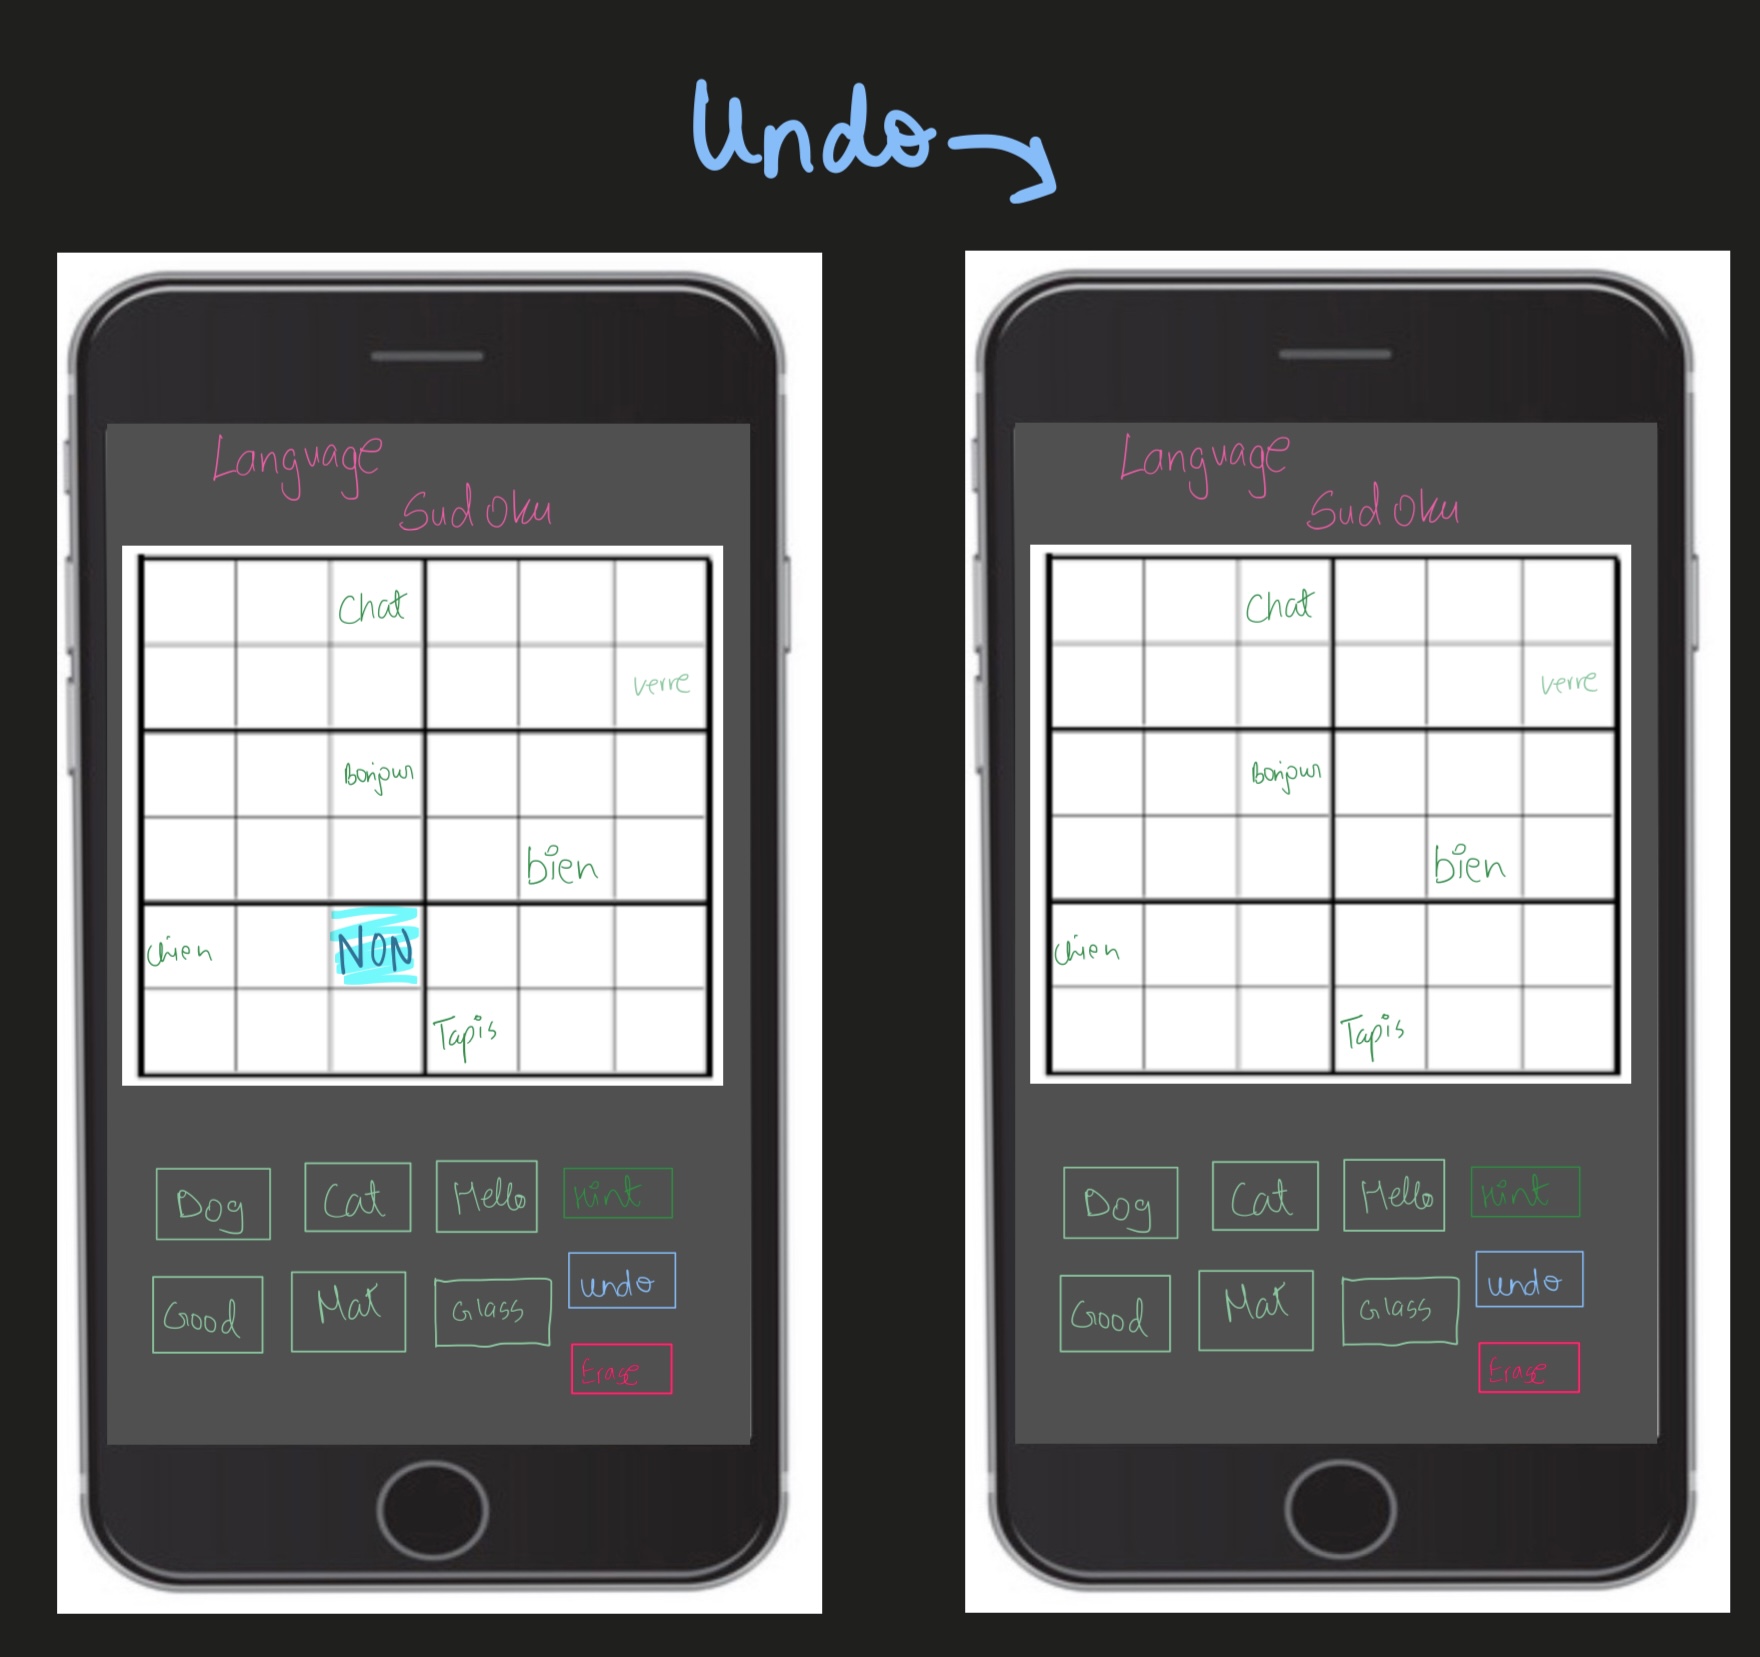 Undo
Language
Sudoku
Chat
verre
Bonjour
bien
Chien
NON
Tapis
Dog
Cat
Hello
Hint
Good
Mat
Glass
undo
Erase
Language
Sudoku
Chat
verre
Bonjour
bien
Chien
Tapis
Dog
Cat
Hello
Hint
Good
Mat
Glass
undo
Erase